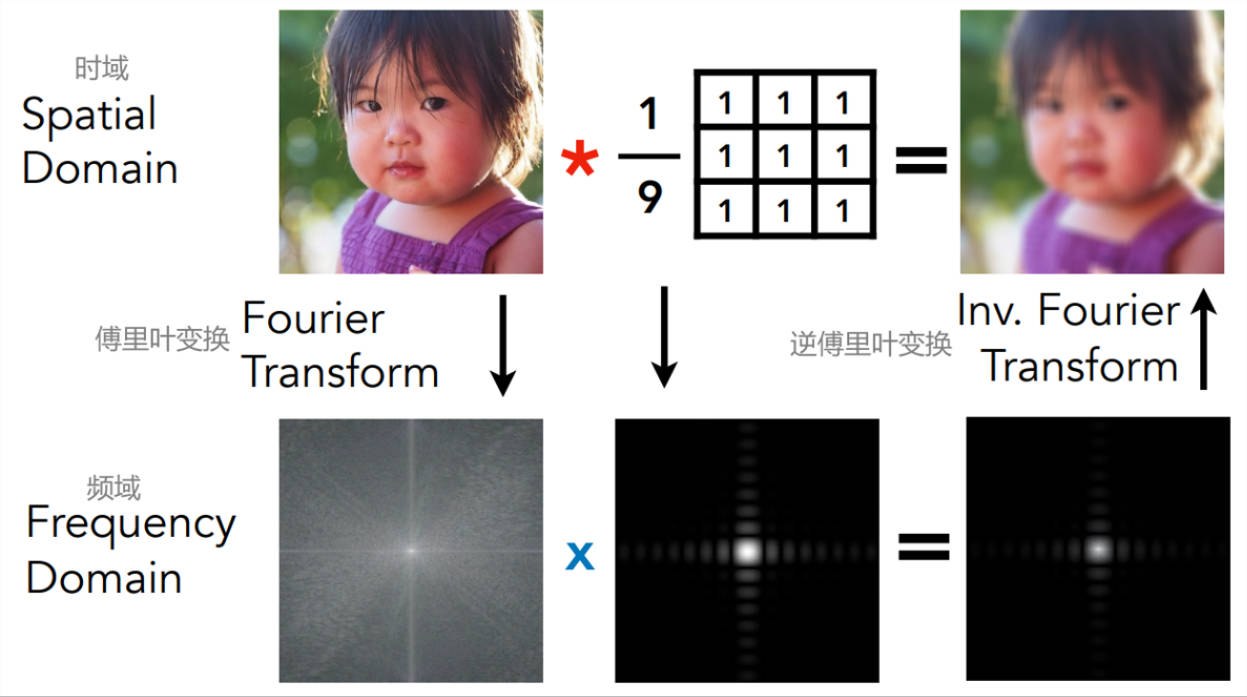 时域
Spatial
Domain
*
1
9
1 1 1
1 1 1
1 1 1
=
傅里叶变换
Fourier
Transform
逆傅里叶变换
Inv. Fourier
Transform
频域
Frequency
Domain
x
=